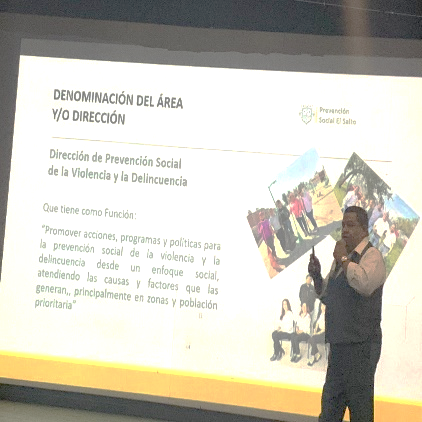 DENOMINACIÓN DEL ÁREA
Y/O DIRECCIÓN
Prevención
Social El Salto
Dirección de Prevención Social
de la Violencia y la Delincuencia
Que tiene como Función:
"Promover acciones, programas y políticas para
la prevención social de la violencia y la
delincuencia desde un enfoque social,
atendiendo las causas y factores que las
generan,, principalmente en zonas y población
prioritaria"